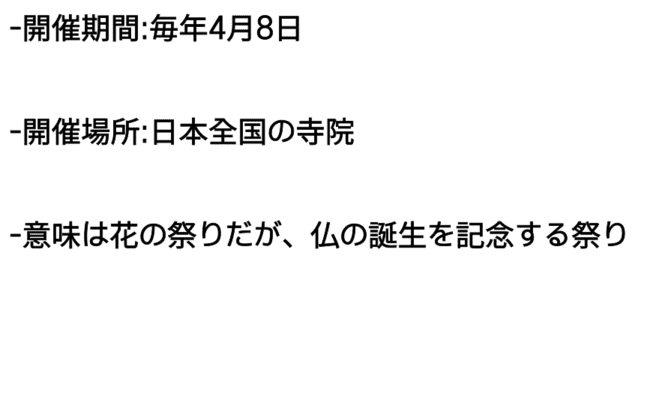 -開催期間:毎年4月8日
-開催場所:日本全国の寺院
-意味は花の祭りだが、仏の誕生を記念する祭り